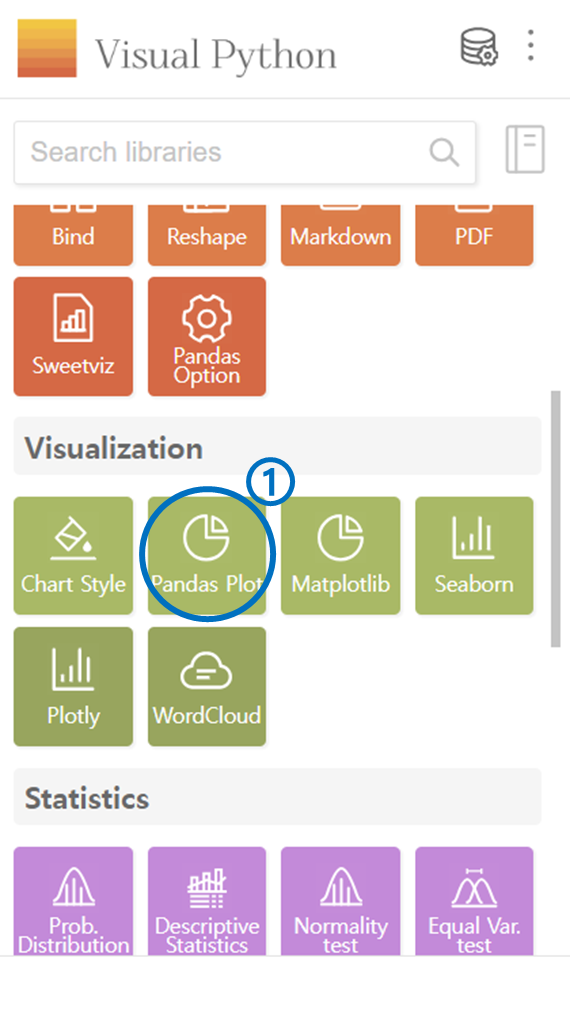 Visual Python
Search libraries
Bind
Reshape
Markdown
PDF
Sweetviz
Pandas
Option
Visualization
①
Chart Style
Pandas Plot
Matplotlib
Seaborn
Plotly
WordCloud
Statistics
Prob.
Distribution
Descriptive
Statistics
Normality
test
Equal Var.
test